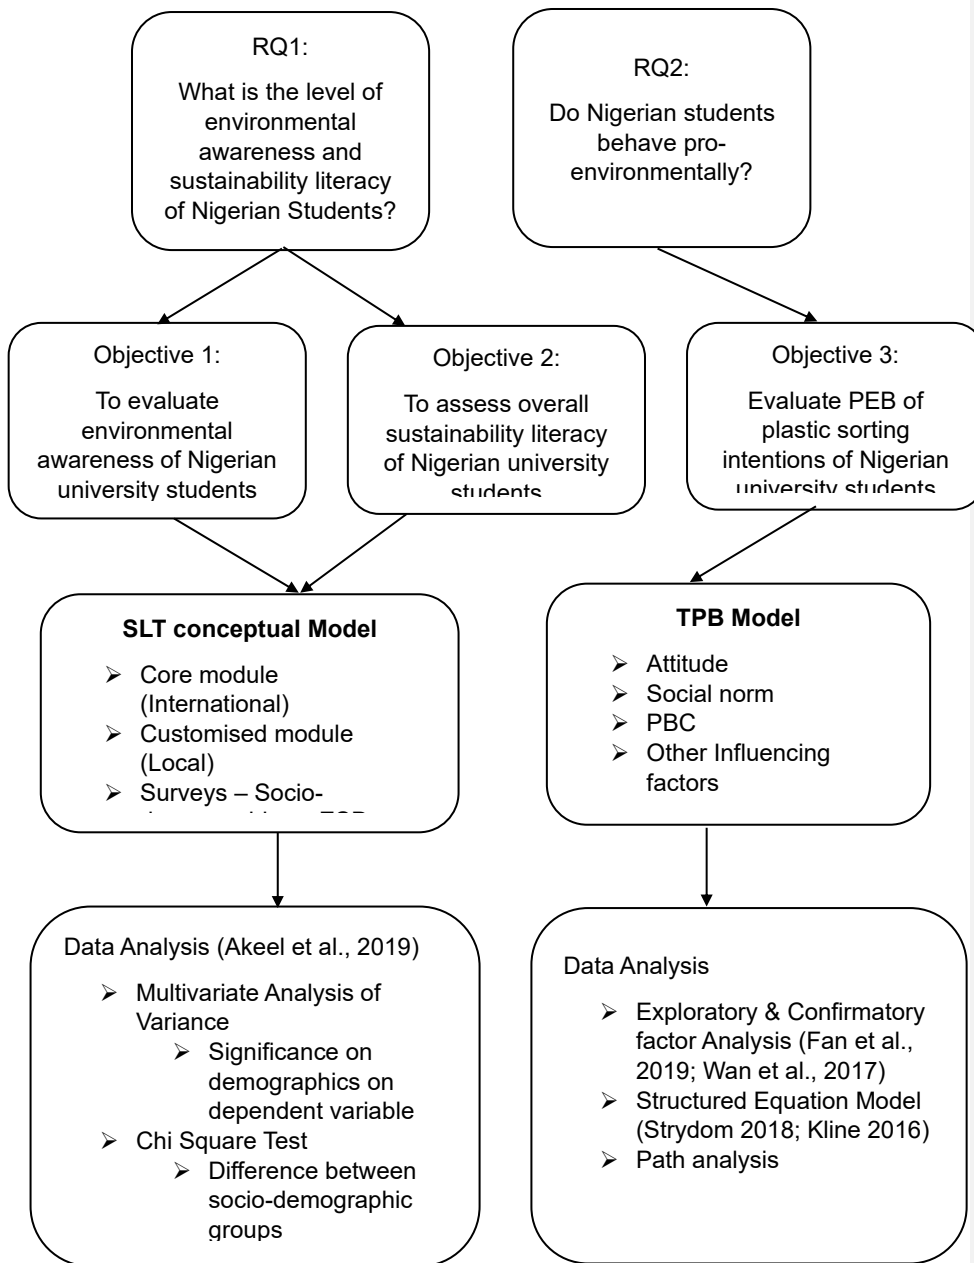 RQ1:
What is the level of
environmental
awareness and
sustainability literacy
of Nigerian Students?
RQ2:
Do Nigerian students
behave pro-
environmentally?
Objective 1:
To evaluate
environmental
awareness of Nigerian
university students
Objective 2:
To assess overall
sustainability literacy
of Nigerian university
students
Objective 3:
Evaluate PEB of
plastic sorting
intentions of Nigerian
university students
SLT conceptual Model
➢ Core module
(International)
➢ Customised module
(Local)
➢ Surveys – Socio-
TPB Model
➢ Attitude
➢ Social norm
➢ PBC
➢ Other Influencing
factors
Data Analysis (Akeel et al., 2019)
➢ Multivariate Analysis of
Variance
➢ Significance on
demographics on
dependent variable
➢ Chi Square Test
➢ Difference between
socio-demographic
groups
Data Analysis
➢ Exploratory & Confirmatory
factor Analysis (Fan et al.,
2019; Wan et al., 2017)
➢ Structured Equation Model
(Strydom 2018; Kline 2016)
➢ Path analysis